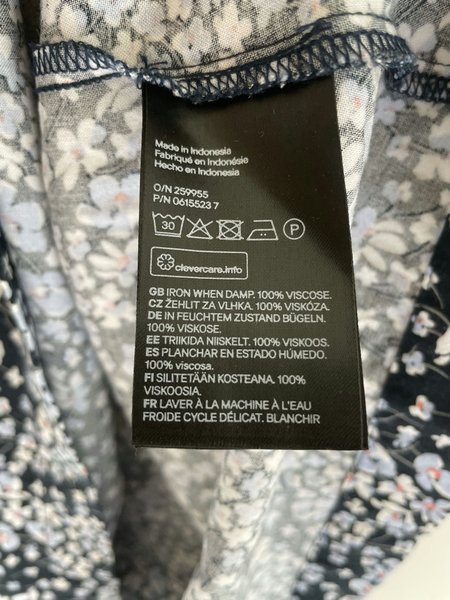 Made in Indonesia
Fabriqué en Indonésie
Hecho en Indonesia
O/N 259955
P/N 0615523 7
30 P
clevercare.info
GB IRON WHEN DAMP. 100% VISCOSE.
CZ ŽEHLIT ZA VLHKA. 100% VISKÓZA.
DE IN FEUCHTEM ZUSTAND BÜGELN.
100% VISKOSE.
EE TRIIKIDA NIISKELT. 100% VISKOOS.
ES PLANCHAR EN ESTADO HÚMEDO.
100% viscosa.
FI SILITETÄÄN KOSTEANA. 100%
VISKOOSIA.
FR LAVER À LA MACHINE À L'EAU
FROIDE CYCLE DÉLICAT. BLANCHIR